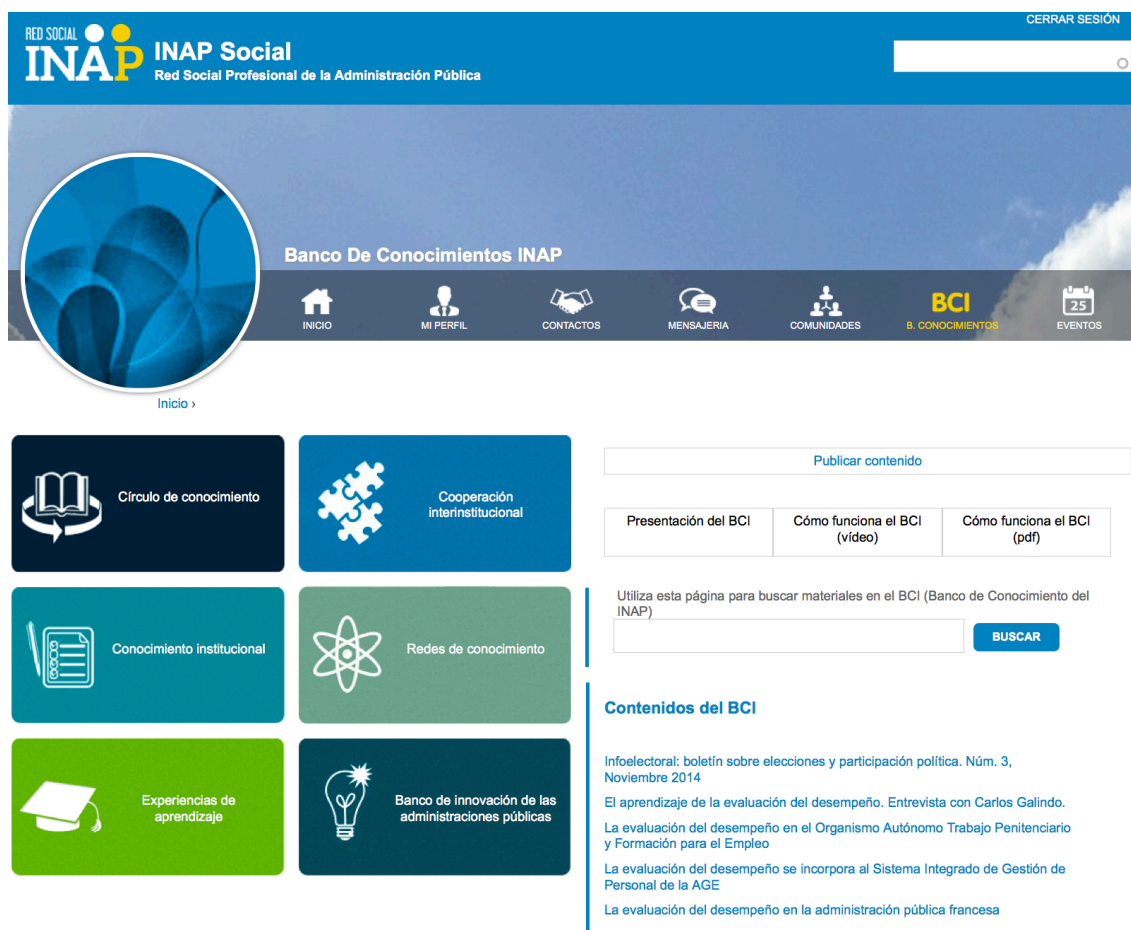 CERRAR SESIÓN
RED SOCIAL
INAP
INAP Social
Red Social Profesional de la Administración Pública
Banco De Conocimientos INAP
INICIO
MI PERFIL
CONTACTOS
MENSAJERIA
COMUNIDADES
BCI
B. CONOCIMIENTOS
25
EVENTOS
Inicio ›
Círculo de conocimiento
Cooperación
interinstitucional
Conocimiento institucional
Redes de conocimiento
Experiencias de
aprendizaje
Banco de innovación de las
administraciones públicas
Publicar contenido
Presentación del BCI
Cómo funciona el BCI
(vídeo)
Cómo funciona el BCI
(pdf)
Utiliza esta página para buscar materiales en el BCI (Banco de Conocimiento del
INAP)
BUSCAR
Contenidos del BCI
Infoelectoral: boletín sobre elecciones y participación política. Núm. 3,
Noviembre 2014
El aprendizaje de la evaluación del desempeño. Entrevista con Carlos Galindo.
La evaluación del desempeño en el Organismo Autónomo Trabajo Penitenciario
y Formación para el Empleo
La evaluación del desempeño se incorpora al Sistema Integrado de Gestión de
Personal de la AGE
La evaluación del desempeño en la administración pública francesa